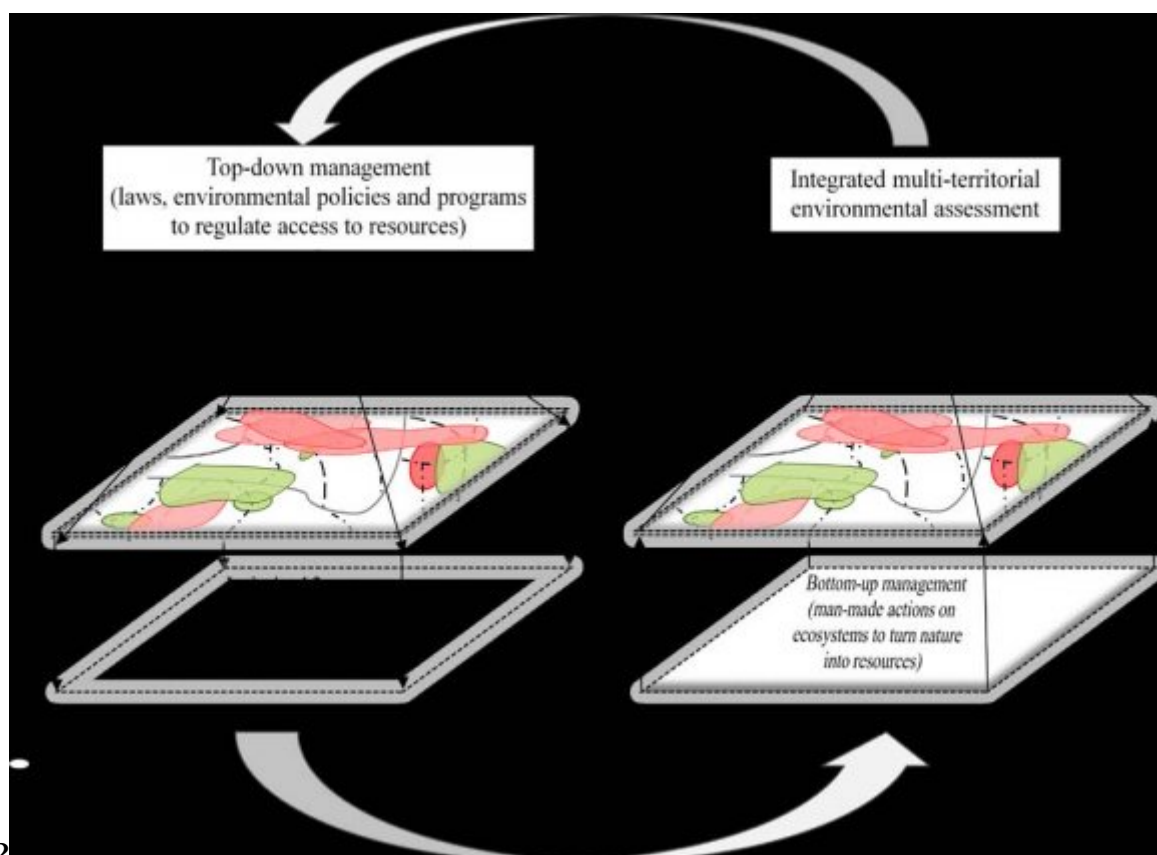 Top-down management
(laws, environmental policies and programs
to regulate access to resources)
Integrated multi-territorial
environmental assessment
Bottom-up management
(man-made actions on
ecosystems to turn nature
into resources)
2